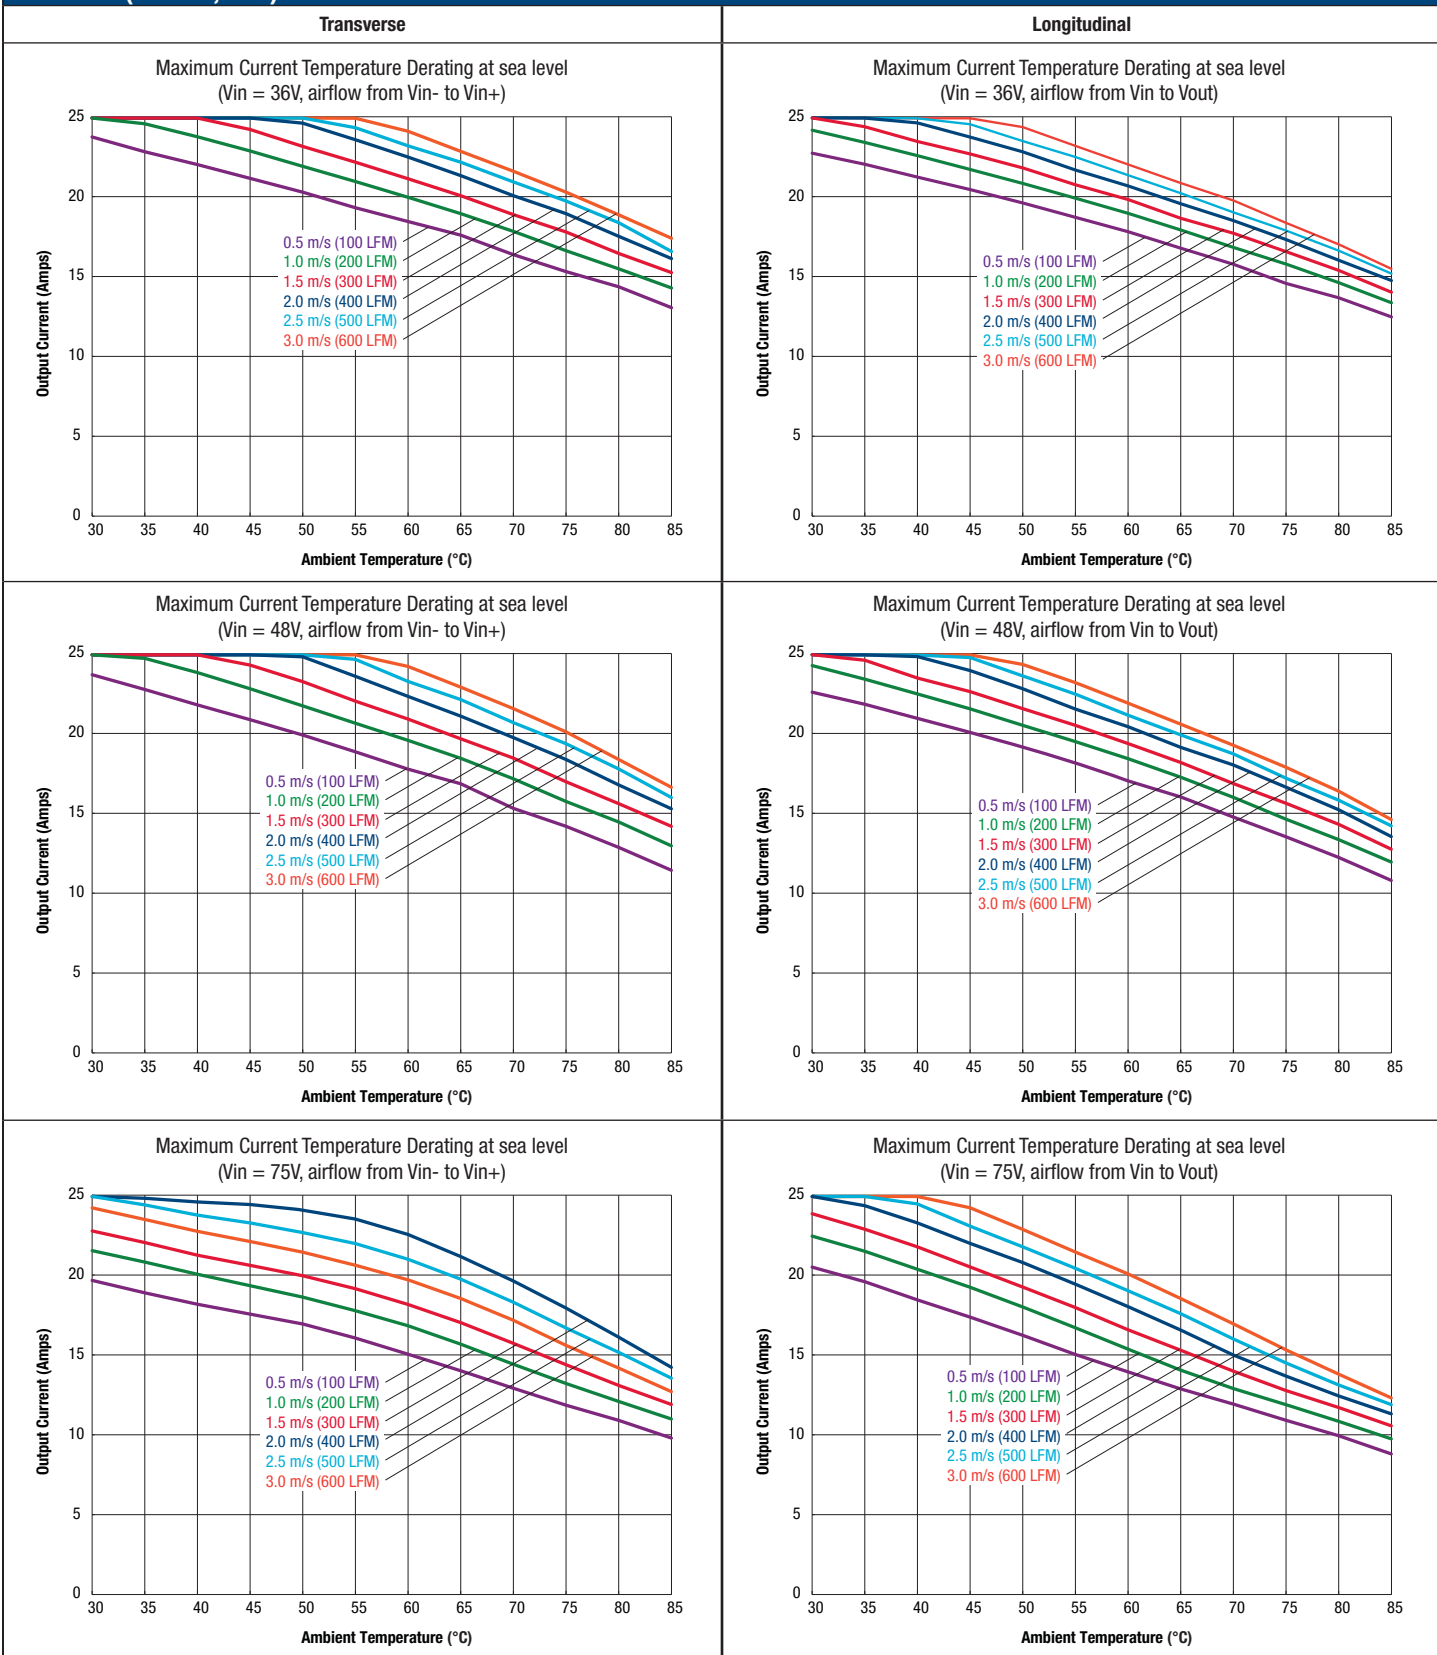 Transverse
Longitudinal
Maximum Current Temperature Derating at sea level
(Vin = 36V, airflow from Vin- to Vin+)
25
20
15
10
5
0
Output Current (Amps)
0.5 m/s (100 LFM)
1.0 m/s (200 LFM)
1.5 m/s (300 LFM)
2.0 m/s (400 LFM)
2.5 m/s (500 LFM)
3.0 m/s (600 LFM)
30 35 40 45 50 55 60 65 70 75 80 85
Ambient Temperature (°C)
Maximum Current Temperature Derating at sea level
(Vin = 36V, airflow from Vin to Vout)
25
20
15
10
5
0
Output Current (Amps)
0.5 m/s (100 LFM)
1.0 m/s (200 LFM)
1.5 m/s (300 LFM)
2.0 m/s (400 LFM)
2.5 m/s (500 LFM)
3.0 m/s (600 LFM)
30 35 40 45 50 55 60 65 70 75 80 85
Ambient Temperature (°C)
Maximum Current Temperature Derating at sea level
(Vin = 48V, airflow from Vin- to Vin+)
25
20
15
10
5
0
Output Current (Amps)
0.5 m/s (100 LFM)
1.0 m/s (200 LFM)
1.5 m/s (300 LFM)
2.0 m/s (400 LFM)
2.5 m/s (500 LFM)
3.0 m/s (600 LFM)
30 35 40 45 50 55 60 65 70 75 80 85
Ambient Temperature (°C)
Maximum Current Temperature Derating at sea level
(Vin = 48V, airflow from Vin to Vout)
25
20
15
10
5
0
Output Current (Amps)
0.5 m/s (100 LFM)
1.0 m/s (200 LFM)
1.5 m/s (300 LFM)
2.0 m/s (400 LFM)
2.5 m/s (500 LFM)
3.0 m/s (600 LFM)
30 35 40 45 50 55 60 65 70 75 80 85
Ambient Temperature (°C)
Maximum Current Temperature Derating at sea level
(Vin = 75V, airflow from Vin- to Vin+)
25
20
15
10
5
0
Output Current (Amps)
0.5 m/s (100 LFM)
1.0 m/s (200 LFM)
1.5 m/s (300 LFM)
2.0 m/s (400 LFM)
2.5 m/s (500 LFM)
3.0 m/s (600 LFM)
30 35 40 45 50 55 60 65 70 75 80 85
Ambient Temperature (°C)
Maximum Current Temperature Derating at sea level
(Vin = 75V, airflow from Vin to Vout)
25
20
15
10
5
0
Output Current (Amps)
0.5 m/s (100 LFM)
1.0 m/s (200 LFM)
1.5 m/s (300 LFM)
2.0 m/s (400 LFM)
2.5 m/s (500 LFM)
3.0 m/s (600 LFM)
30 35 40 45 50 55 60 65 70 75 80 85
Ambient Temperature (°C)